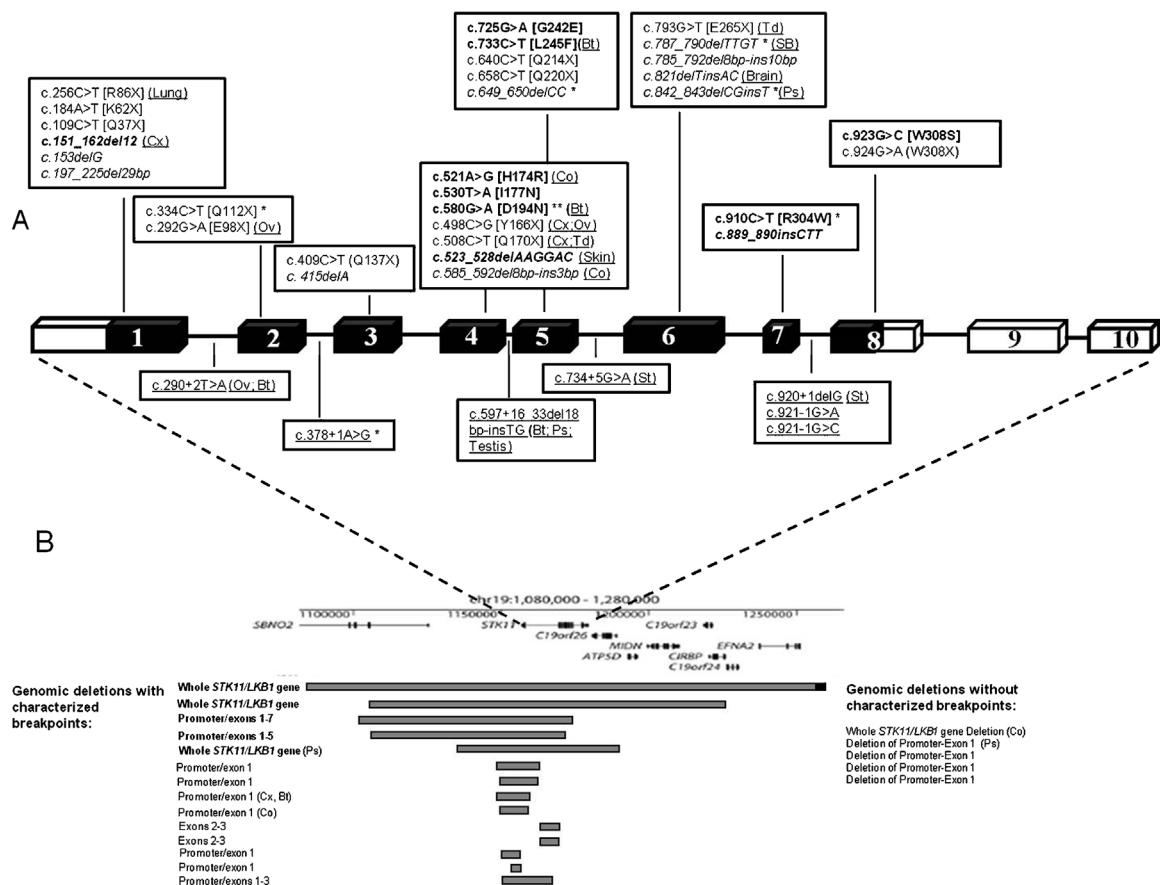 c.725G>A [G242E]
c.733C>T [L245F](Bt)
c.640C>T [Q214X]
c.658C>T [Q220X]
c.649_650delCC *
c.793G>T [E265X] (Td)
c.787_790delTTGT * (SB)
c.785_792del8bp-ins10bp
c.821delTinsAC (Brain)
c.842_843delCGinsT *(Ps)
c.256C>T [R86X] (Lung)
c.184A>T [K62X]
c.109C>T [Q37X]
c.151_162del12 (Cx)
c.153delG
c.197_225del29bp
c.923G>C [W308S]
c.924G>A (W308X)
A
c.334C>T [Q112X] *
c.292G>A [E98X] (Ov)
c.409C>T (Q137X)
c. 415delA
c.521A>G [H174R] (Co)
c.530T>A [I177N]
c.580G>A [D194N] ** (Bt)
c.498C>G [Y166X] (Cx;Ov)
c.508C>T [Q170X] (Cx;Td)
c.523_528delAAGGAC (Skin)
c.585_592del8bp-ins3bp (Co)
c.910C>T [R304W] *
c.889_890insCTT
1 2 3 4 5 6 7 8 9 10
c.290+2T>A (Ov; Bt)
c.378+1A>G *
c.597+16_33del18
bp-insTG (Bt; Ps;
Testis)
c.734+5G>A (St)
c.920+1delG (St)
c.921-1G>A
c.921-1G>C
B
chr19:1,080,000 - 1,280,000
1100000 1150000 1200000 1250000
SBNO2 STK11 C19orf23
C19orf26 MIDN EFNA2
ATP5D CIRBP
C19orf24
Genomic deletions with
characterized
breakpoints:
Whole STK11/LKB1 gene
Whole STK11/LKB1 gene
Promoter/exons 1-7
Promoter/exons 1-5
Whole STK11/LKB1 gene (Ps)
Promoter/exon 1
Promoter/exon 1
Promoter/exon 1 (Cx, Bt)
Promoter/exon 1 (Co)
Exons 2-3
Exons 2-3
Promoter/exon 1
Promoter/exon 1
Promoter/exons 1-3
Genomic deletions without
characterized breakpoints:
Whole STK11/LKB1 gene Deletion (Co)
Deletion of Promoter-Exon 1 (Ps)
Deletion of Promoter-Exon 1
Deletion of Promoter-Exon 1
Deletion of Promoter-Exon 1